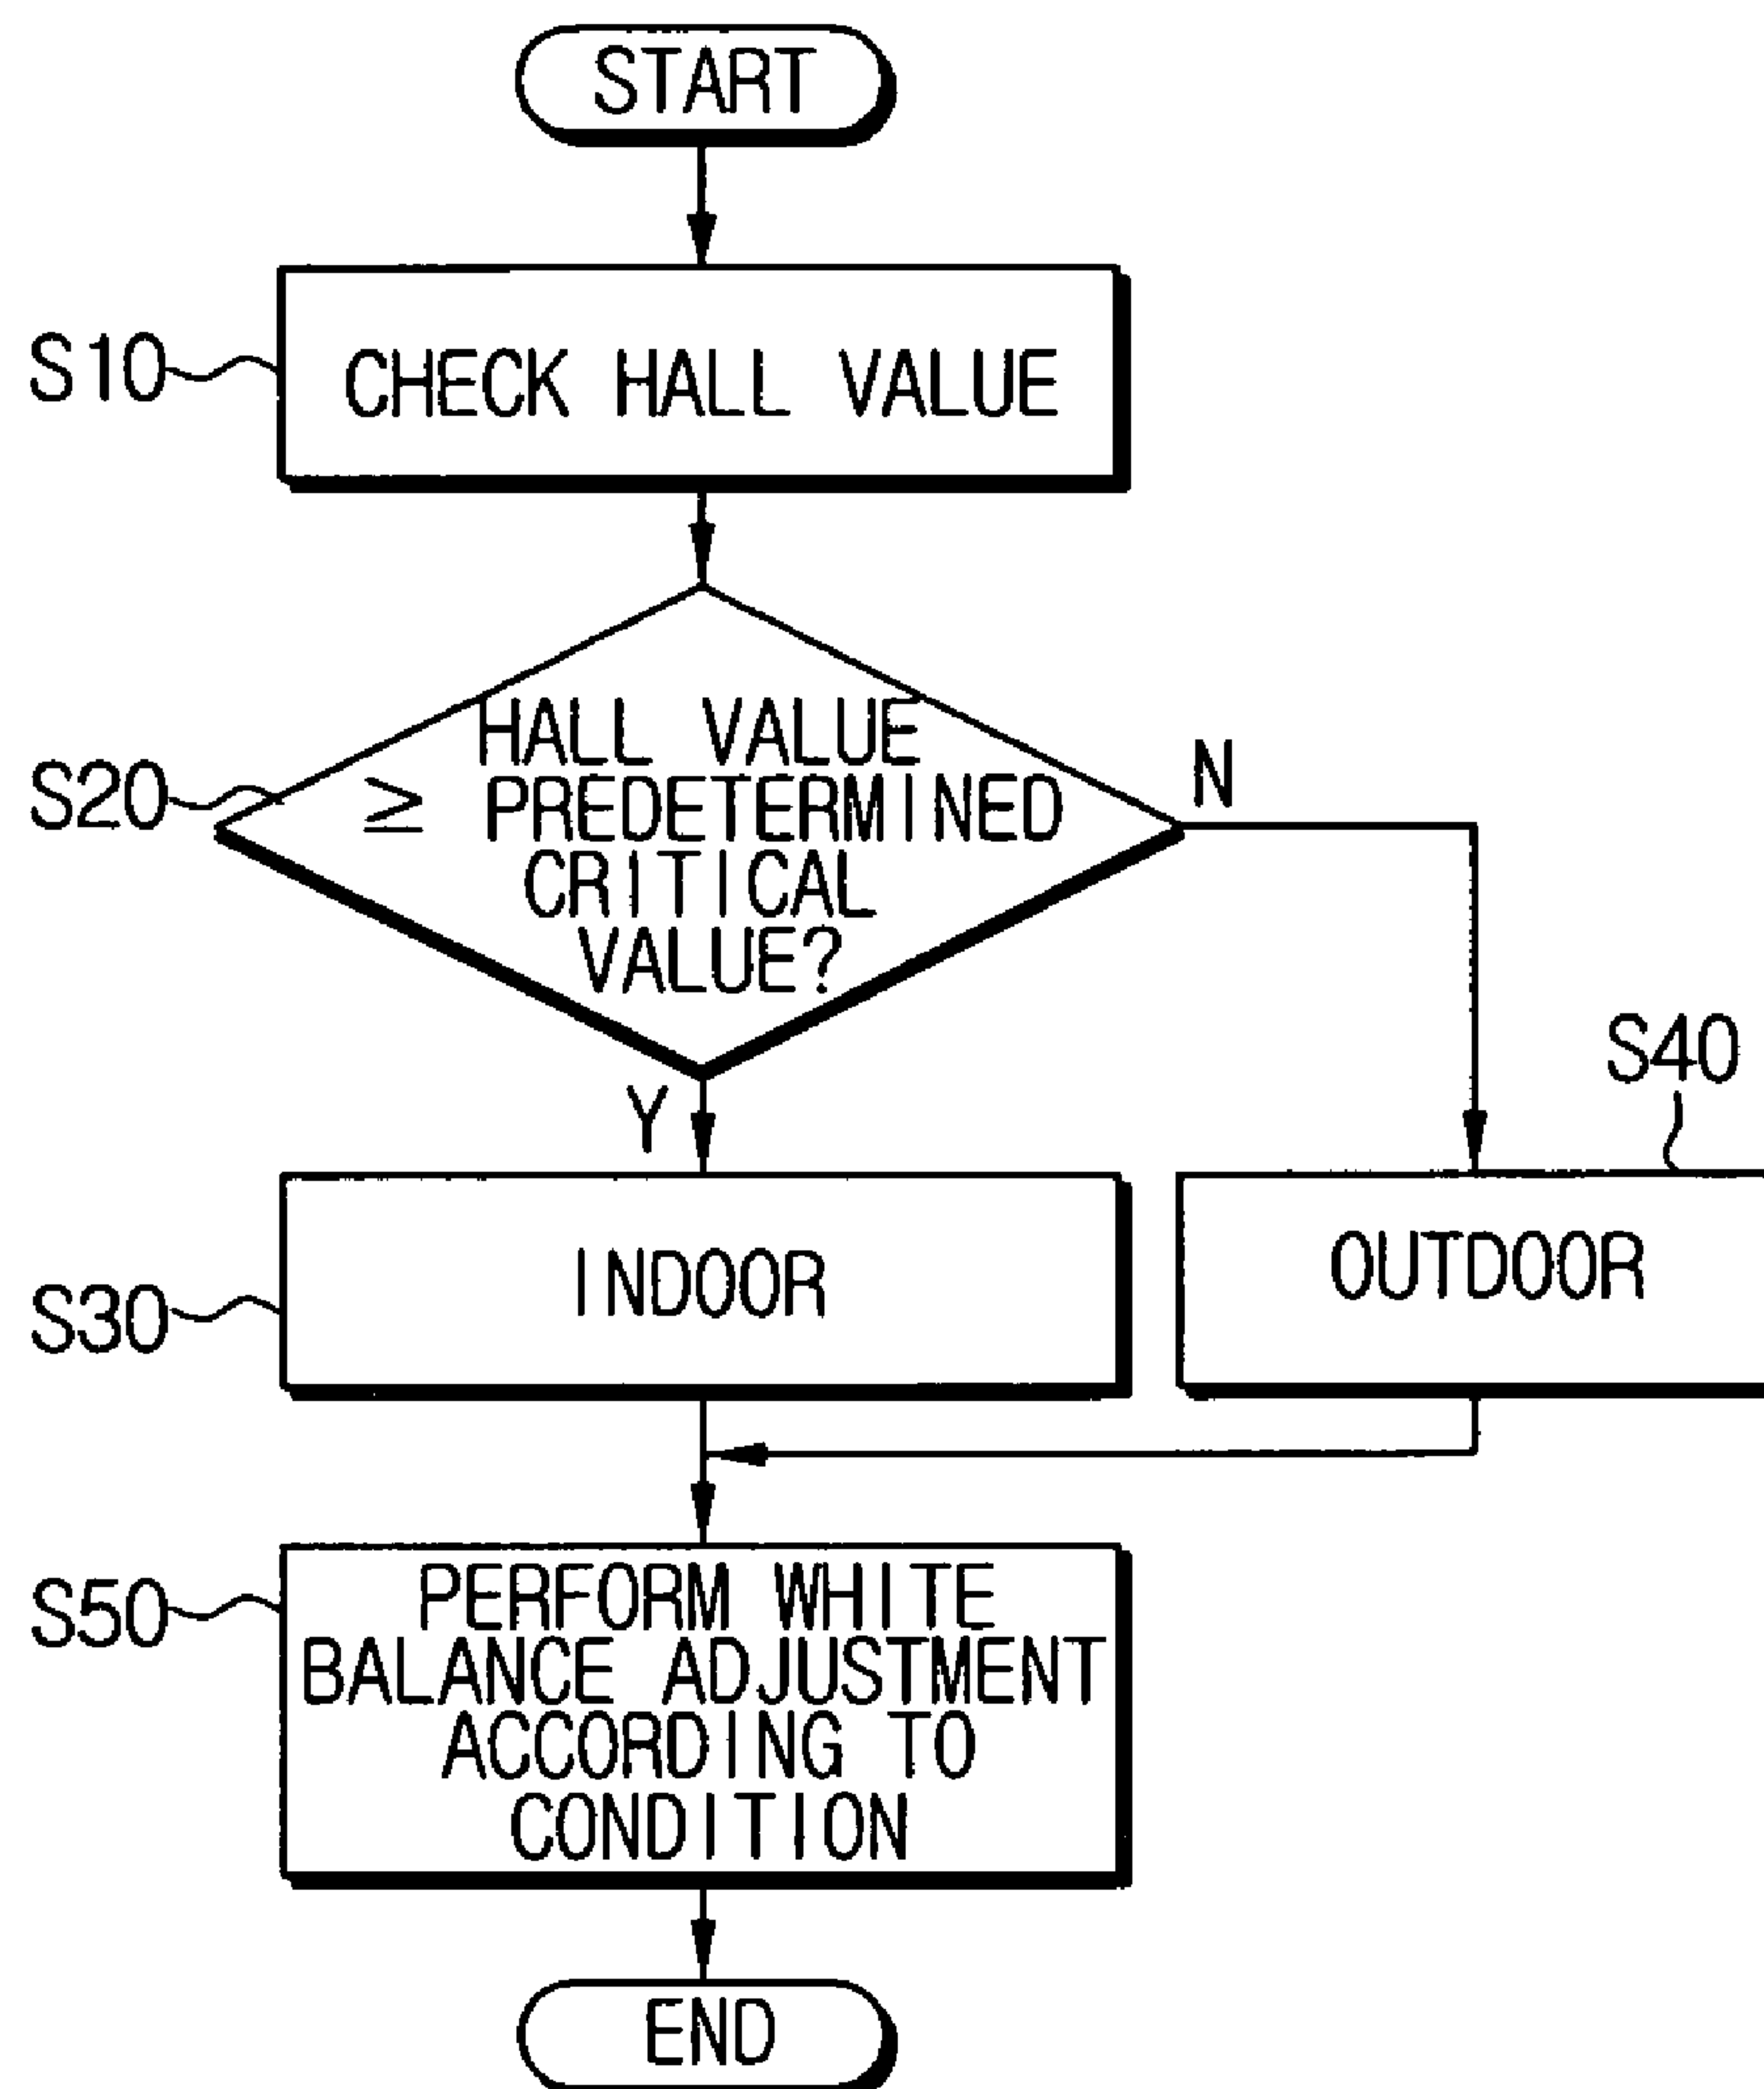 START
S10
CHECK HALL VALUE
S20
HALL VALUE
≥ PREDETERMINED
CRITICAL
VALUE?
N
Y
S40
S30
INDOOR
OUTDOOR
S50
PERFORM WHITE
BALANCE ADJUSTMENT
ACCORDING TO
CONDITION
END